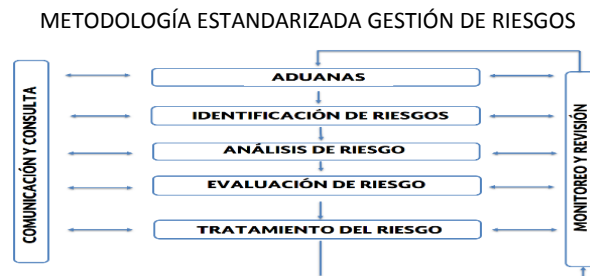 METODOLOGÍA ESTANDARIZADA GESTIÓN DE RIESGOS
COMUNICACIÓN Y CONSULTA
ADUANAS
IDENTIFICACIÓN DE RIESGOS
ANÁLISIS DE RIESGO
EVALUACIÓN DE RIESGO
TRATAMIENTO DEL RIESGO
MONITOREO Y REVISIÓN